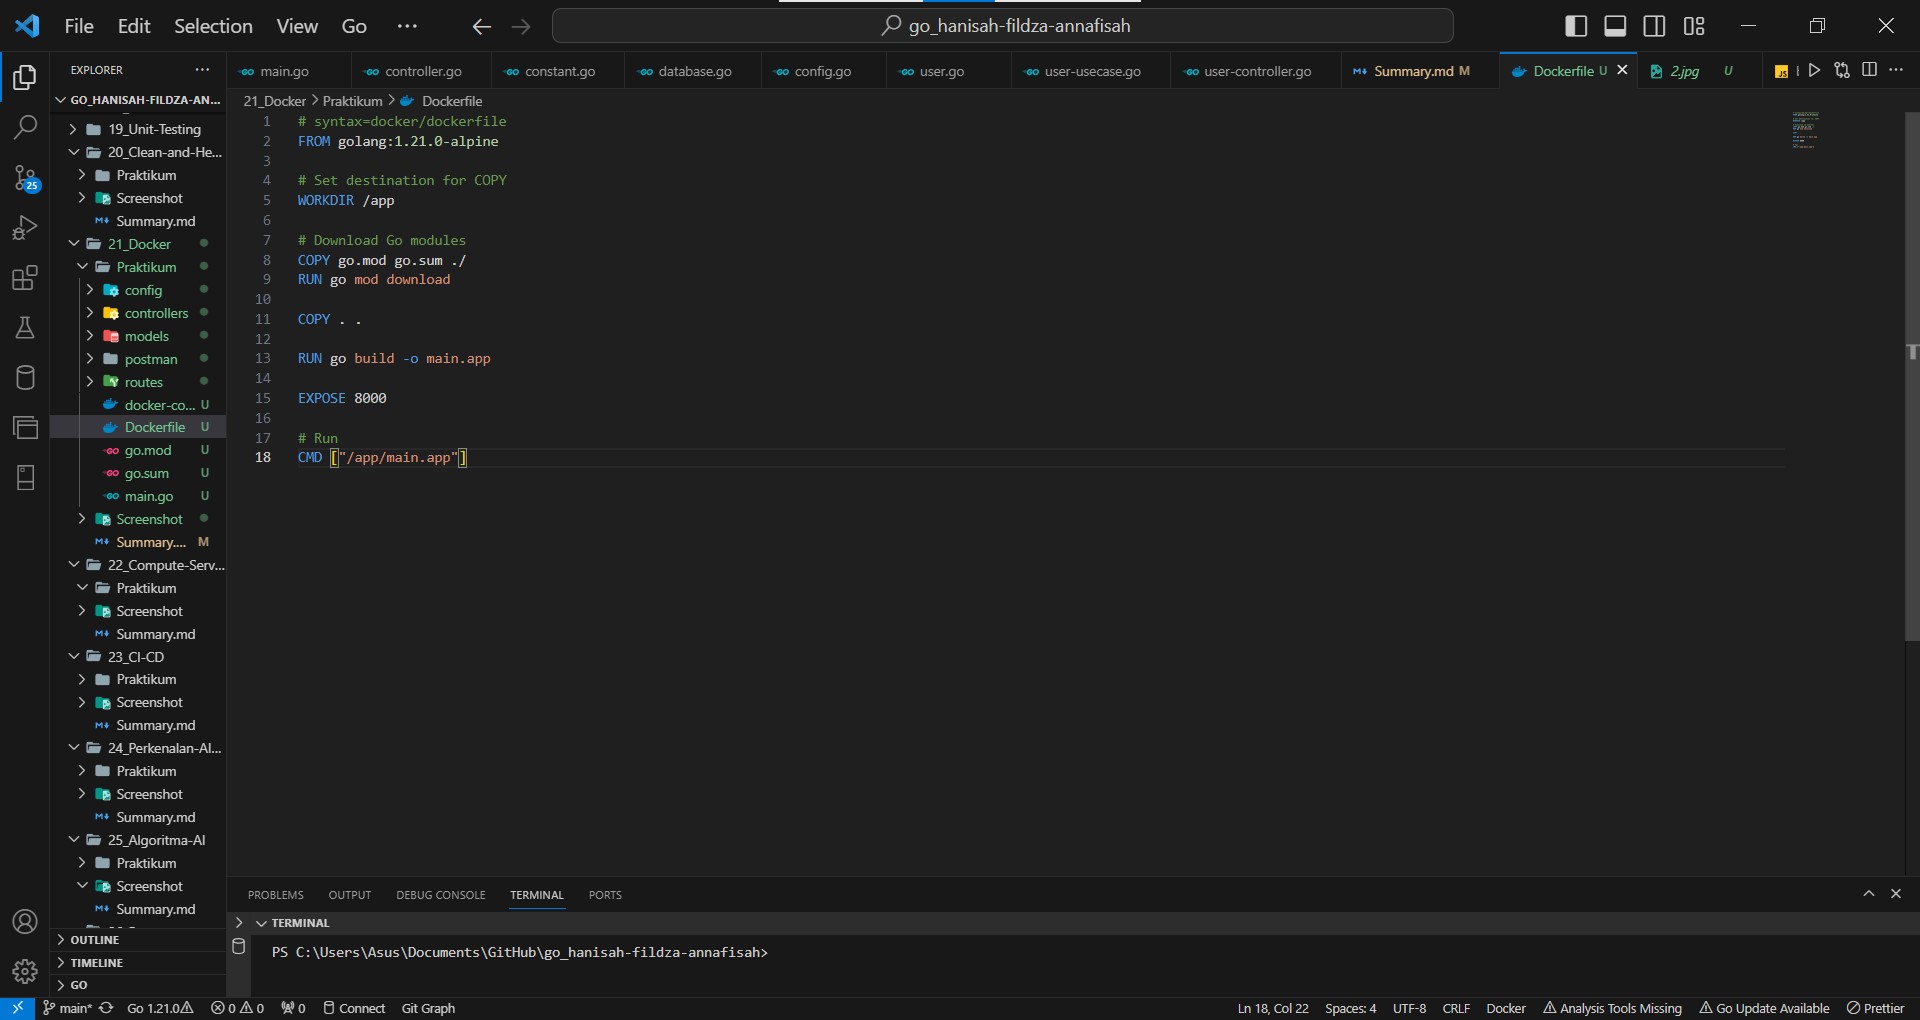 File Edit Selection View Go ··· go_hanisah-fildza-annafisah
EXPLORER ···
GO_HANISAH-FILDZA-AN...
19_Unit-Testing
20_Clean-and-He...
Praktikum
Screenshot
Summary.md
21_Docker
Praktikum
config
controllers
models
postman
routes
docker-co... U
Dockerfile U
go.mod U
go.sum U
main.go U
Screenshot
Summary.... M
22_Compute-Serv...
Praktikum
Screenshot
Summary.md
23_CI-CD
Praktikum
Screenshot
Summary.md
24_Perkenalan-AI...
Praktikum
Screenshot
Summary.md
25_Algoritma-AI
Praktikum
Screenshot
Summary.md
OUTLINE
TIMELINE
GO
25
main.go controller.go constant.go database.go config.go user.go user-usecase.go user-controller.go Summary.md M Dockerfile U 2.jpg U
21_Docker > Praktikum > Dockerfile
1 # syntax=docker/dockerfile
2 FROM golang:1.21.0-alpine
3
4 # Set destination for COPY
5 WORKDIR /app
6
7 # Download Go modules
8 COPY go.mod go.sum ./
9 RUN go mod download
10
11 COPY . .
12
13 RUN go build -o main.app
14
15 EXPOSE 8000
16
17 # Run
18 CMD ["/app/main.app"]
PROBLEMS OUTPUT DEBUG CONSOLE TERMINAL PORTS
TERMINAL
PS C:\Users\Asus\Documents\GitHub\go_hanisah-fildza-annafisah>
main* Go 1.21.0 0 0 0 Connect Git Graph Ln 18, Col 22 Spaces: 4 UTF-8 CRLF Docker Analysis Tools Missing Go Update Available Prettier